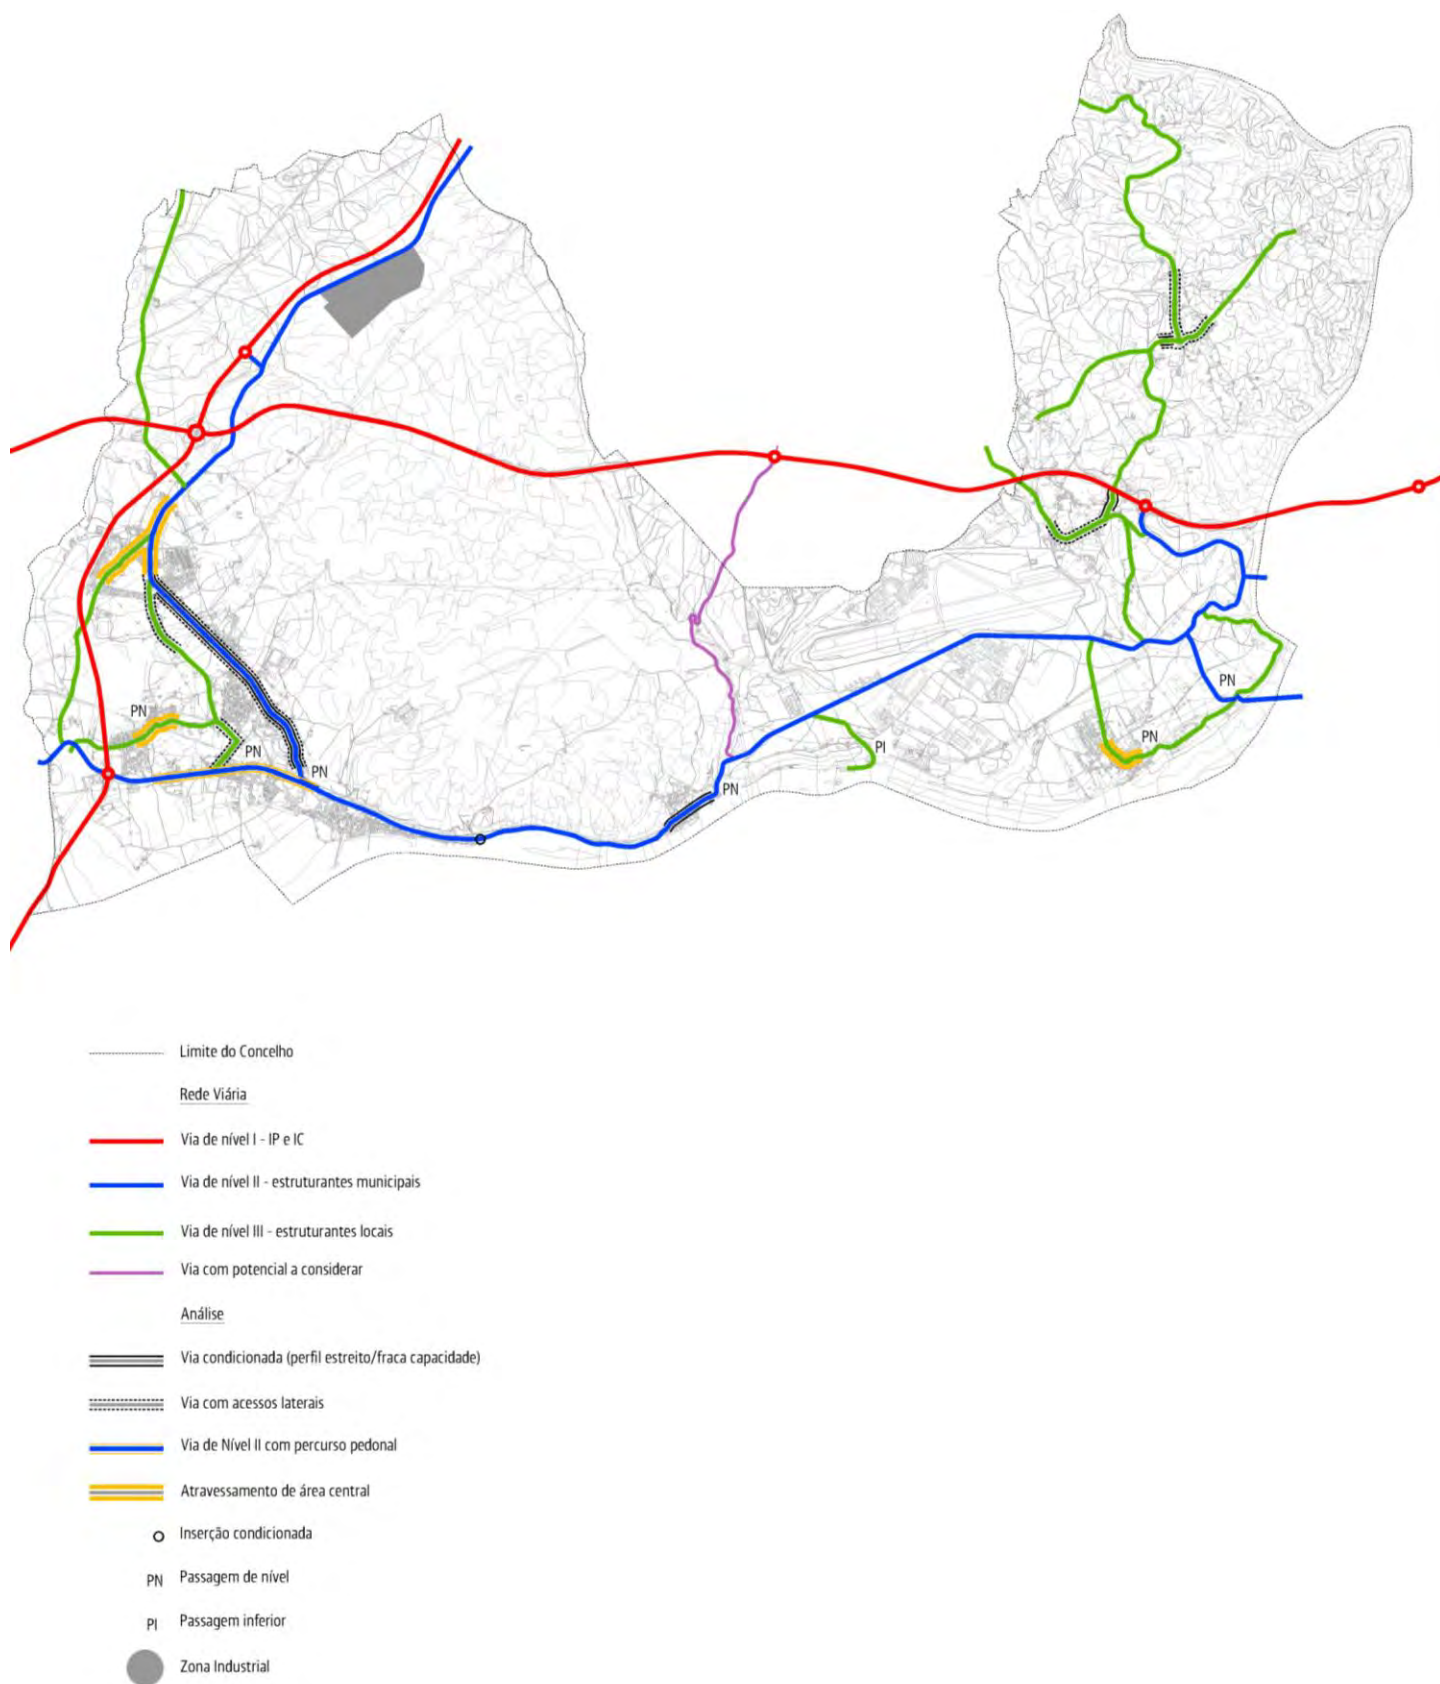 PN
PN
PN
PN
PI
PN
PN
Limite do Concelho
Rede Viária
Via de nível I - IP e IC
Via de nível II - estruturantes municipais
Via de nível III - estruturantes locais
Via com potencial a considerar
Análise
Via condicionada (perfil estreito/fraca capacidade)
Via com acessos laterais
Via de Nível II com percurso pedonal
Atravessamento de área central
Inserção condicionada
PN Passagem de nível
PI Passagem inferior
Zona Industrial